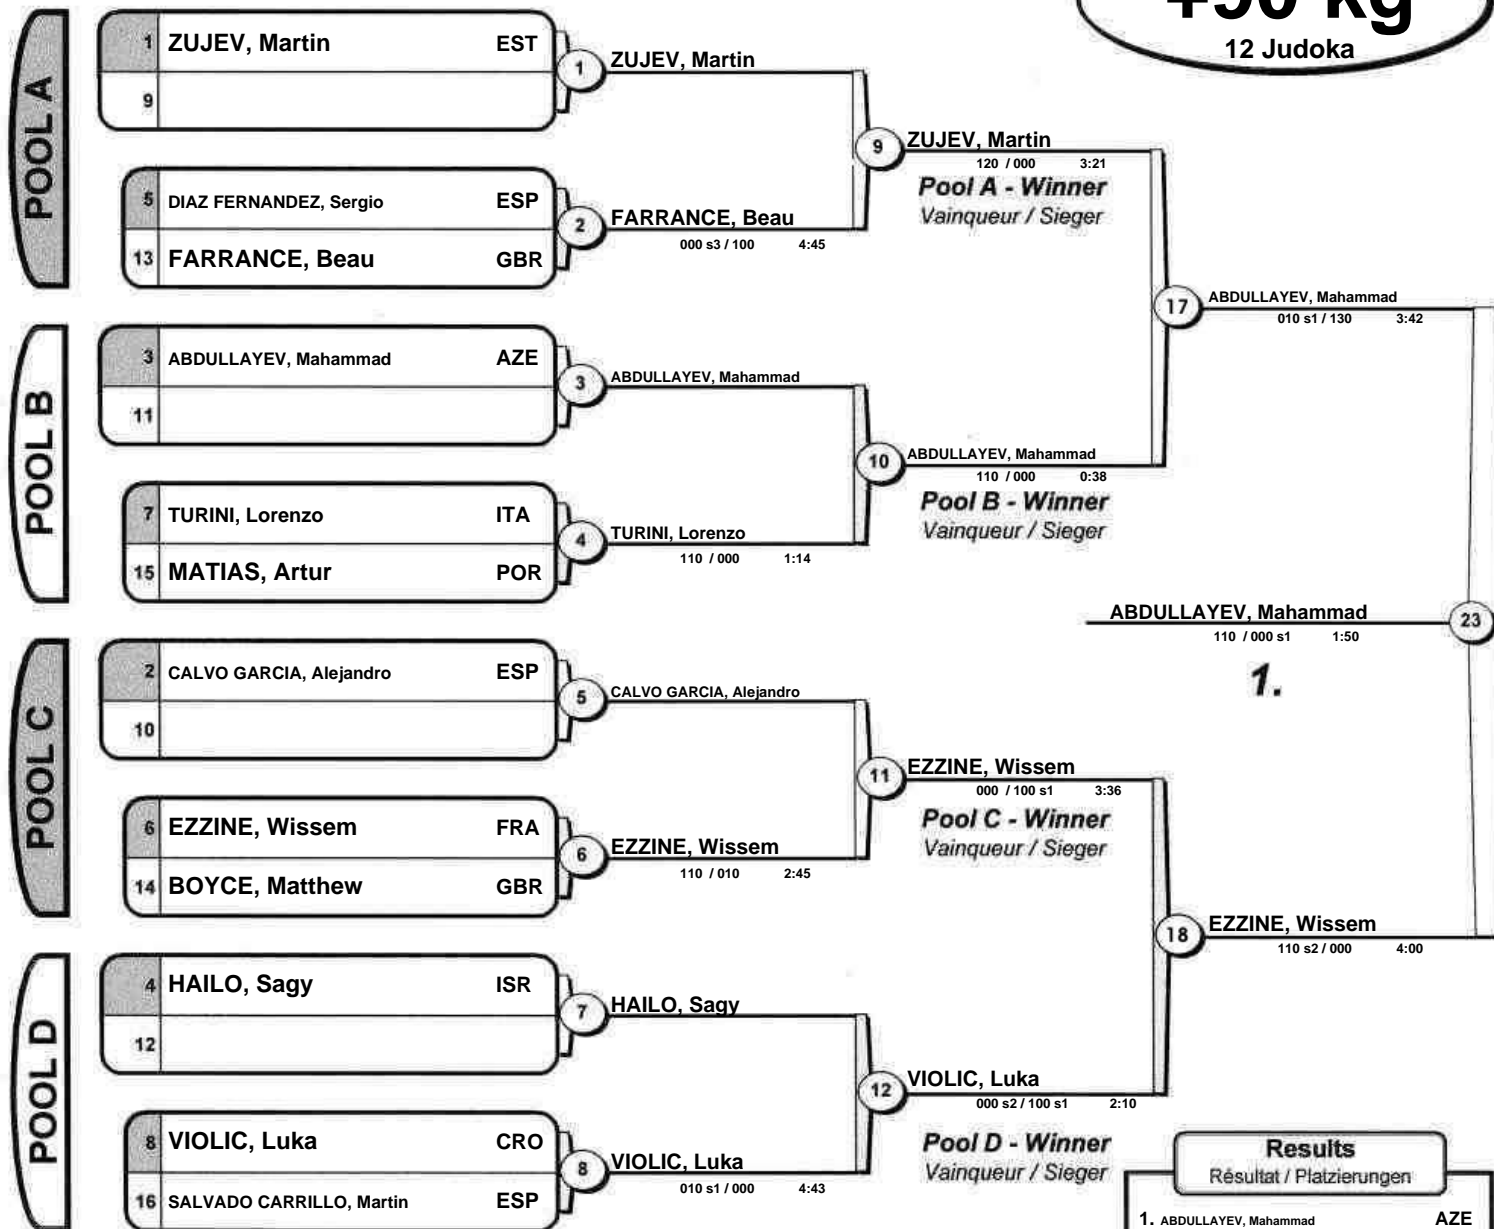 +90 kg
12 Judoka
POOL A
1 ZUJEV, Martin EST
9
1 ZUJEV, Martin
5 DIAZ FERNANDEZ, Sergio ESP
13 FARRANCE, Beau GBR
2 FARRANCE, Beau
000 s3 / 100 4:45
9 ZUJEV, Martin
120 / 000 3:21
Pool A - Winner
Vainqueur / Sieger
POOL B
3 ABDULLAYEV, Mahammad AZE
11
3 ABDULLAYEV, Mahammad
7 TURINI, Lorenzo ITA
15 MATIAS, Artur POR
4 TURINI, Lorenzo
110 / 000 1:14
10 ABDULLAYEV, Mahammad
110 / 000 0:38
Pool B - Winner
Vainqueur / Sieger
17 ABDULLAYEV, Mahammad
010 s1 / 130 3:42
ABDULLAYEV, Mahammad 23
110 / 000 s1 1:50
1.
POOL C
2 CALVO GARCIA, Alejandro ESP
10
5 CALVO GARCIA, Alejandro
6 EZZINE, Wissem FRA
14 BOYCE, Matthew GBR
6 EZZINE, Wissem
110 / 010 2:45
11 EZZINE, Wissem
000 / 100 s1 3:36
Pool C - Winner
Vainqueur / Sieger
18 EZZINE, Wissem
110 s2 / 000 4:00
POOL D
4 HAILO, Sagy ISR
12
7 HAILO, Sagy
8 VIOLIC, Luka CRO
16 SALVADO CARRILLO, Martin ESP
8 VIOLIC, Luka
010 s1 / 000 4:43
12 VIOLIC, Luka
000 s2 / 100 s1 2:10
Pool D - Winner
Vainqueur / Sieger
Results
Résultat / Platzierungen
1. ABDULLAYEV, Mahammad AZE